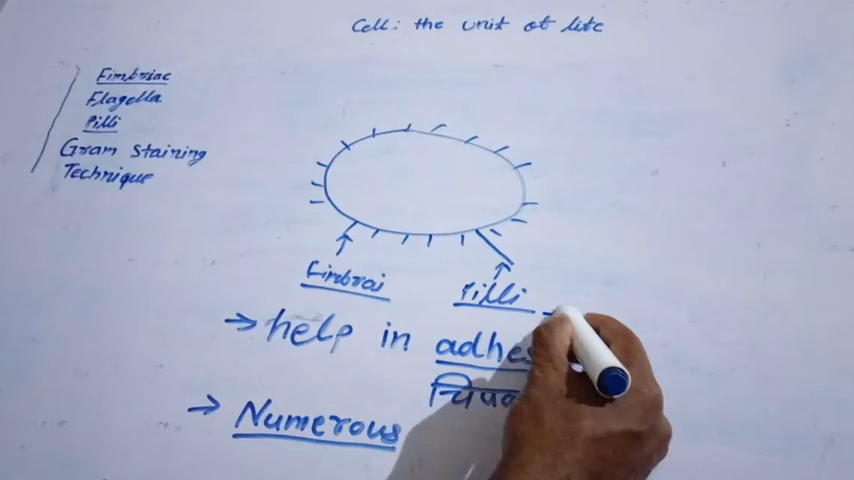 Cell: the unit of life
Fimbriae
Flagella
Pilli
Gram staining
Technique
Fimbrai
Pilli
→ help in adhes
चिप
→ Numerous